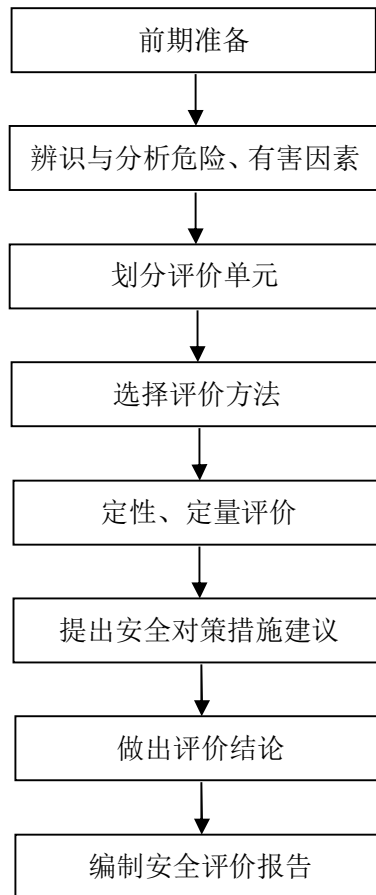 前期准备
辨识与分析危险、有害因素
划分评价单元
选择评价方法
定性、定量评价
提出安全对策措施建议
做出评价结论
编制安全评价报告